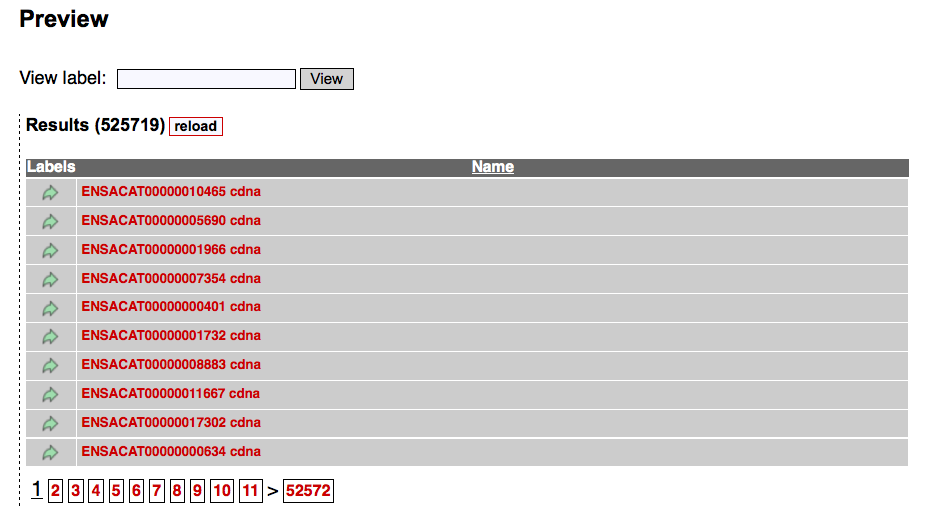 Preview
View label: View
Results (525719) reload
Labels Name
ENSACAT00000010465 cdna
ENSACAT00000005690 cdna
ENSACAT00000001966 cdna
ENSACAT00000007354 cdna
ENSACAT00000000401 cdna
ENSACAT00000001732 cdna
ENSACAT00000008883 cdna
ENSACAT00000011667 cdna
ENSACAT00000017302 cdna
ENSACAT00000000634 cdna
1 2 3 4 5 6 7 8 9 10 11 > 52572